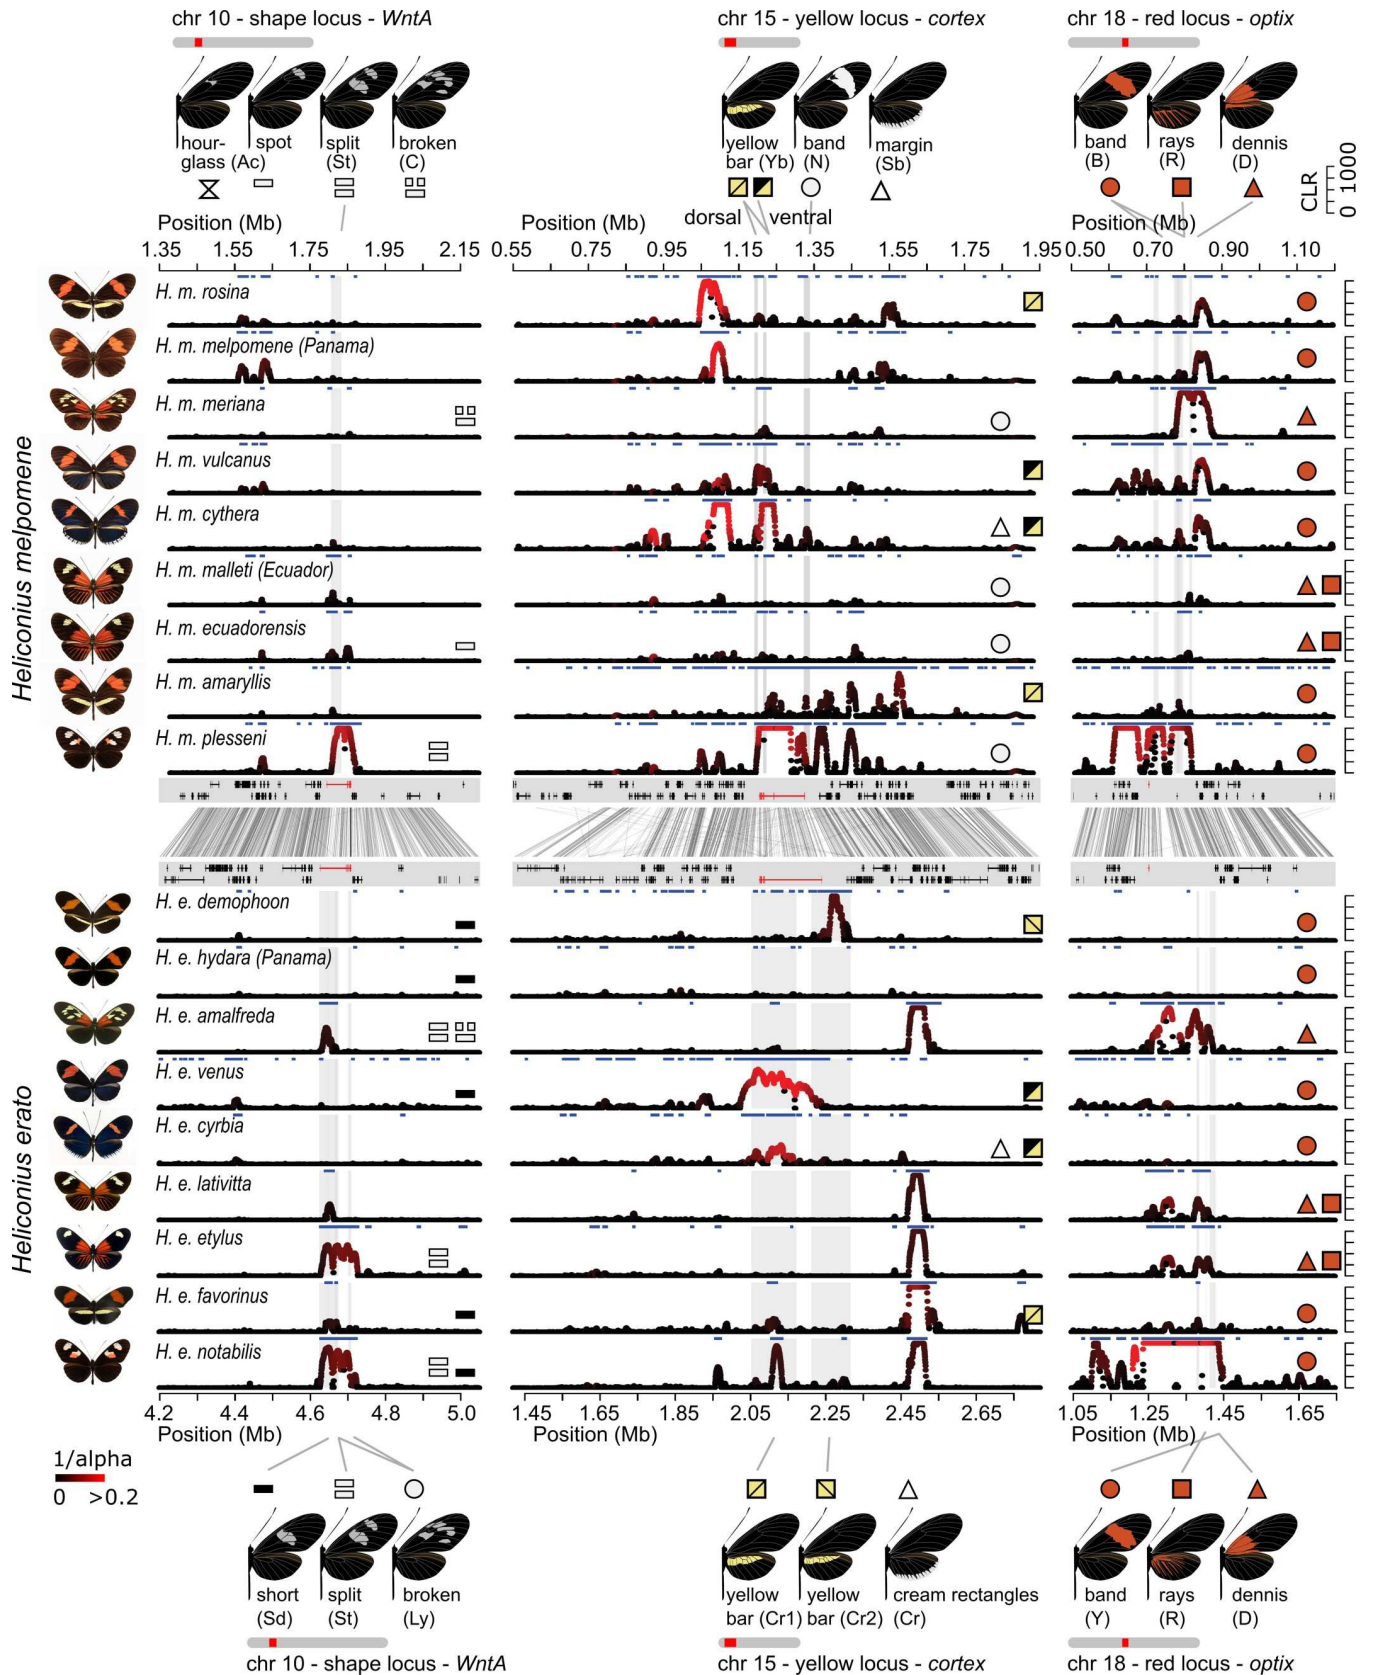 chr 10 - shape locus - WntA
chr 15 - yellow locus - cortex
chr 18 - red locus - optix
hour-
glass (Ac)
spot
split
(St)
broken
(C)
yellow
bar (Yb)
band
(N)
margin
(Sb)
band
(B)
rays
(R)
dennis
(D)
CLR
0 1000
dorsal
ventral
Position (Mb)
Position (Mb)
Position (Mb)
1.35 1.55 1.75 1.95 2.15
0.55 0.75 0.95 1.15 1.35 1.55 1.75 1.95
0.50 0.70 0.90 1.10
Heliconius melpomene
H. m. rosina
H. m. melpomene (Panama)
H. m. meriana
H. m. vulcanus
H. m. cythera
H. m. malleti (Ecuador)
H. m. ecuadorensis
H. m. amaryllis
H. m. plesseni
Heliconius erato
H. e. demophoon
H. e. hydara (Panama)
H. e. amalfreda
H. e. venus
H. e. cyrbia
H. e. lativitta
H. e. etylus
H. e. favorinus
H. e. notabilis
4.2 4.4 4.6 4.8 5.0
1.45 1.65 1.85 2.05 2.25 2.45 2.65
1.05 1.25 1.45 1.65
Position (Mb)
Position (Mb)
Position (Mb)
1/alpha
0 >0.2
short
(Sd)
split
(St)
broken
(Ly)
yellow
bar (Cr1)
yellow
bar (Cr2)
cream rectangles
(Cr)
band
(Y)
rays
(R)
dennis
(D)
chr 10 - shape locus - WntA
chr 15 - yellow locus - cortex
chr 18 - red locus - optix